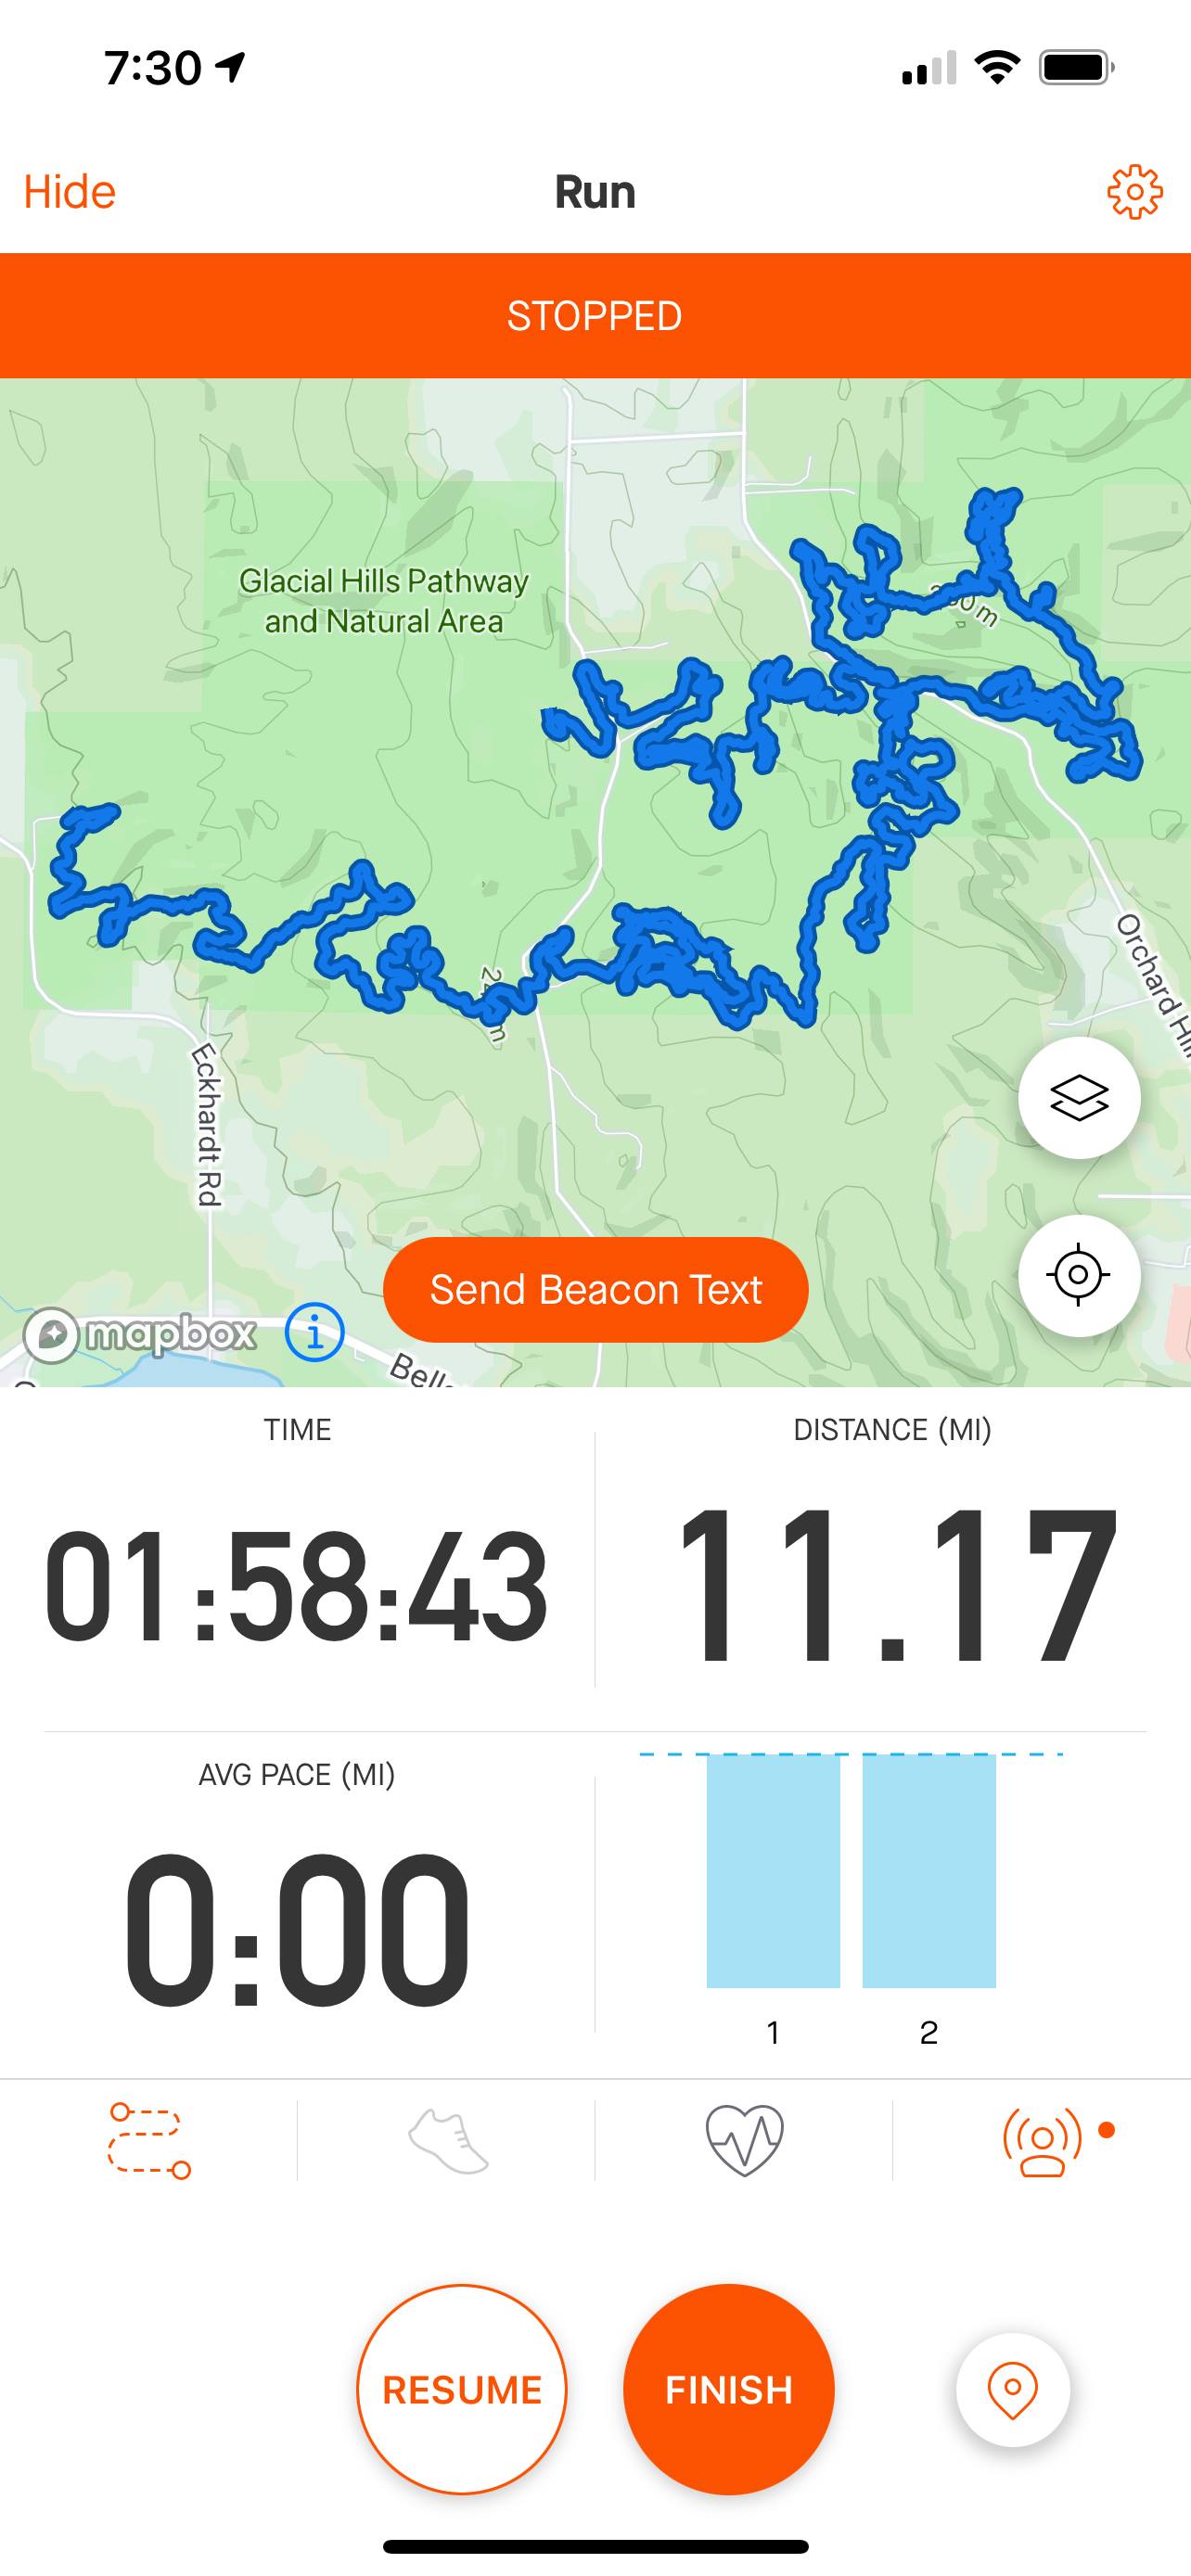 7:30
Hide
Run
STOPPED
Glacial Hills Pathway
and Natural Area
Orchard Hil
Eckhardt Rd
Send Beacon Text
mapbox
i
Bell
TIME
DISTANCE (MI)
01:58:43
11.17
AVG PACE (MI)
0:00
1
2
RESUME
FINISH